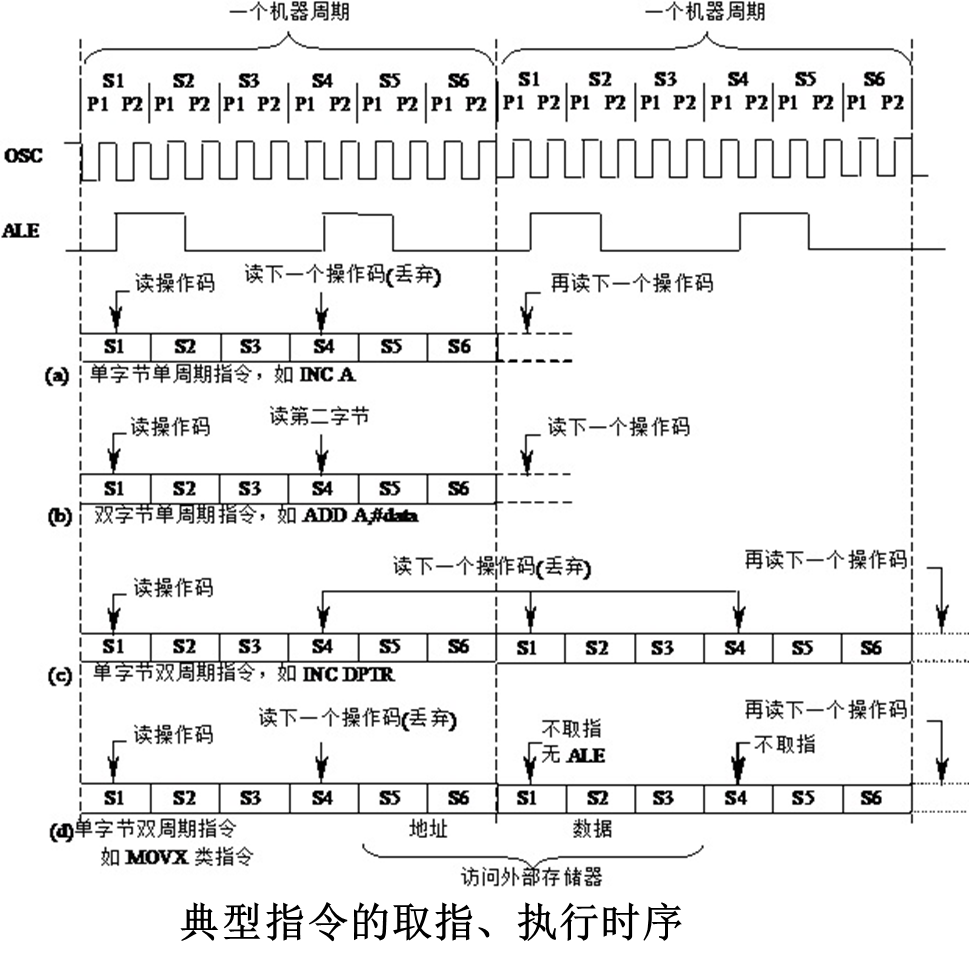 一个机器周期 一个机器周期
S1 S2 S3 S4 S5 S6 S1 S2 S3 S4 S5 S6
P1 P2 P1 P2 P1 P2 P1 P2 P1 P2 P1 P2 P1 P2 P1 P2 P1 P2 P1 P2 P1 P2 P1 P2
OSC
ALE
读操作码 读下一个操作码(丢弃) 再读下一个操作码
S1 S2 S3 S4 S5 S6
(a) 单字节单周期指令，如 INC A
读操作码 读第二字节 读下一个操作码
S1 S2 S3 S4 S5 S6
(b) 双字节单周期指令，如 ADD A,#data
读操作码 读下一个操作码(丢弃) 再读下一个操作码
S1 S2 S3 S4 S5 S6 S1 S2 S3 S4 S5 S6
(c) 单字节双周期指令，如 INC DPTR
读操作码 读下一个操作码(丢弃) 不取指 不取指 再读下一个操作码
无 ALE
S1 S2 S3 S4 S5 S6 S1 S2 S3 S4 S5 S6
(d)单字节双周期指令 地址 数据
如 MOVX 类指令
访问外部存储器
典型指令的取指、执行时序